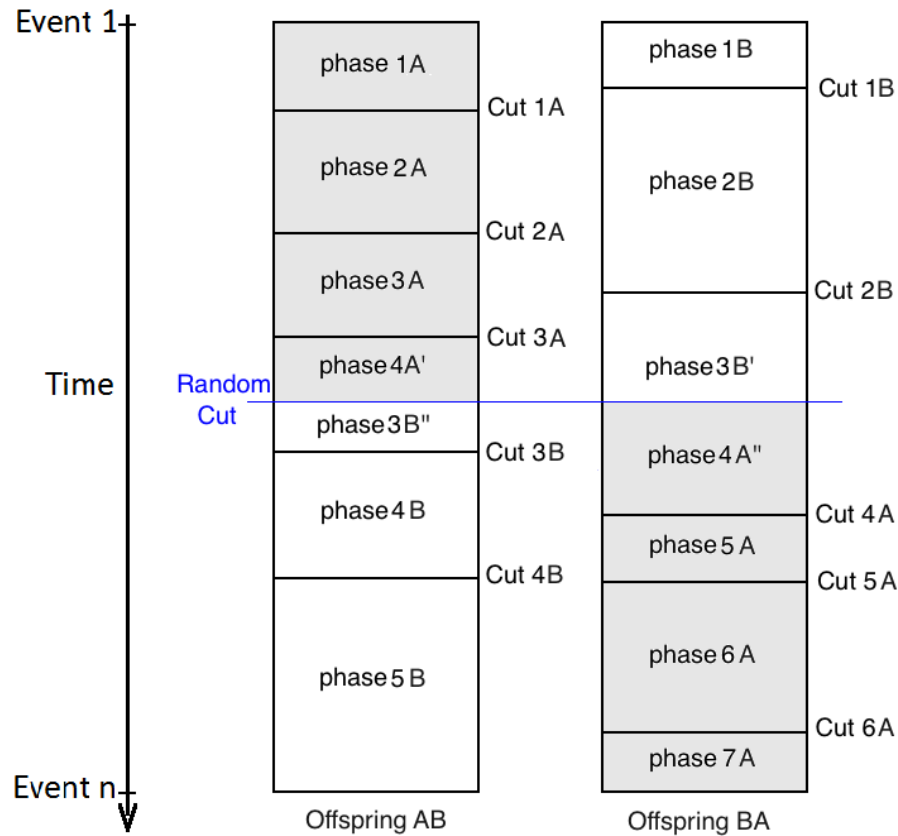 Event 1
phase 1A
phase 1B
Cut 1B
Cut 1A
phase 2A
phase 2B
Cut 2A
phase 3A
Cut 2B
Cut 3A
phase 4A'
phase 3B'
Time
Random
Cut
phase 3B"
Cut 3B
phase 4A"
phase 4B
Cut 4A
phase 5A
Cut 4B
Cut 5A
phase 6A
phase 5B
Cut 6A
phase 7A
Event n
Offspring AB
Offspring BA